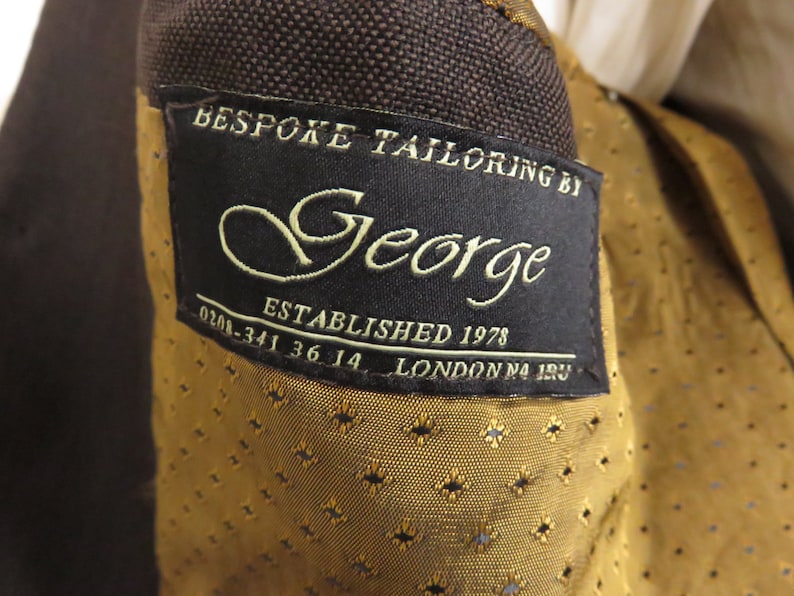 BESPOKE TAILORING BY
George
ESTABLISHED 1978
0208-341 36 14 LONDON N4 1RU